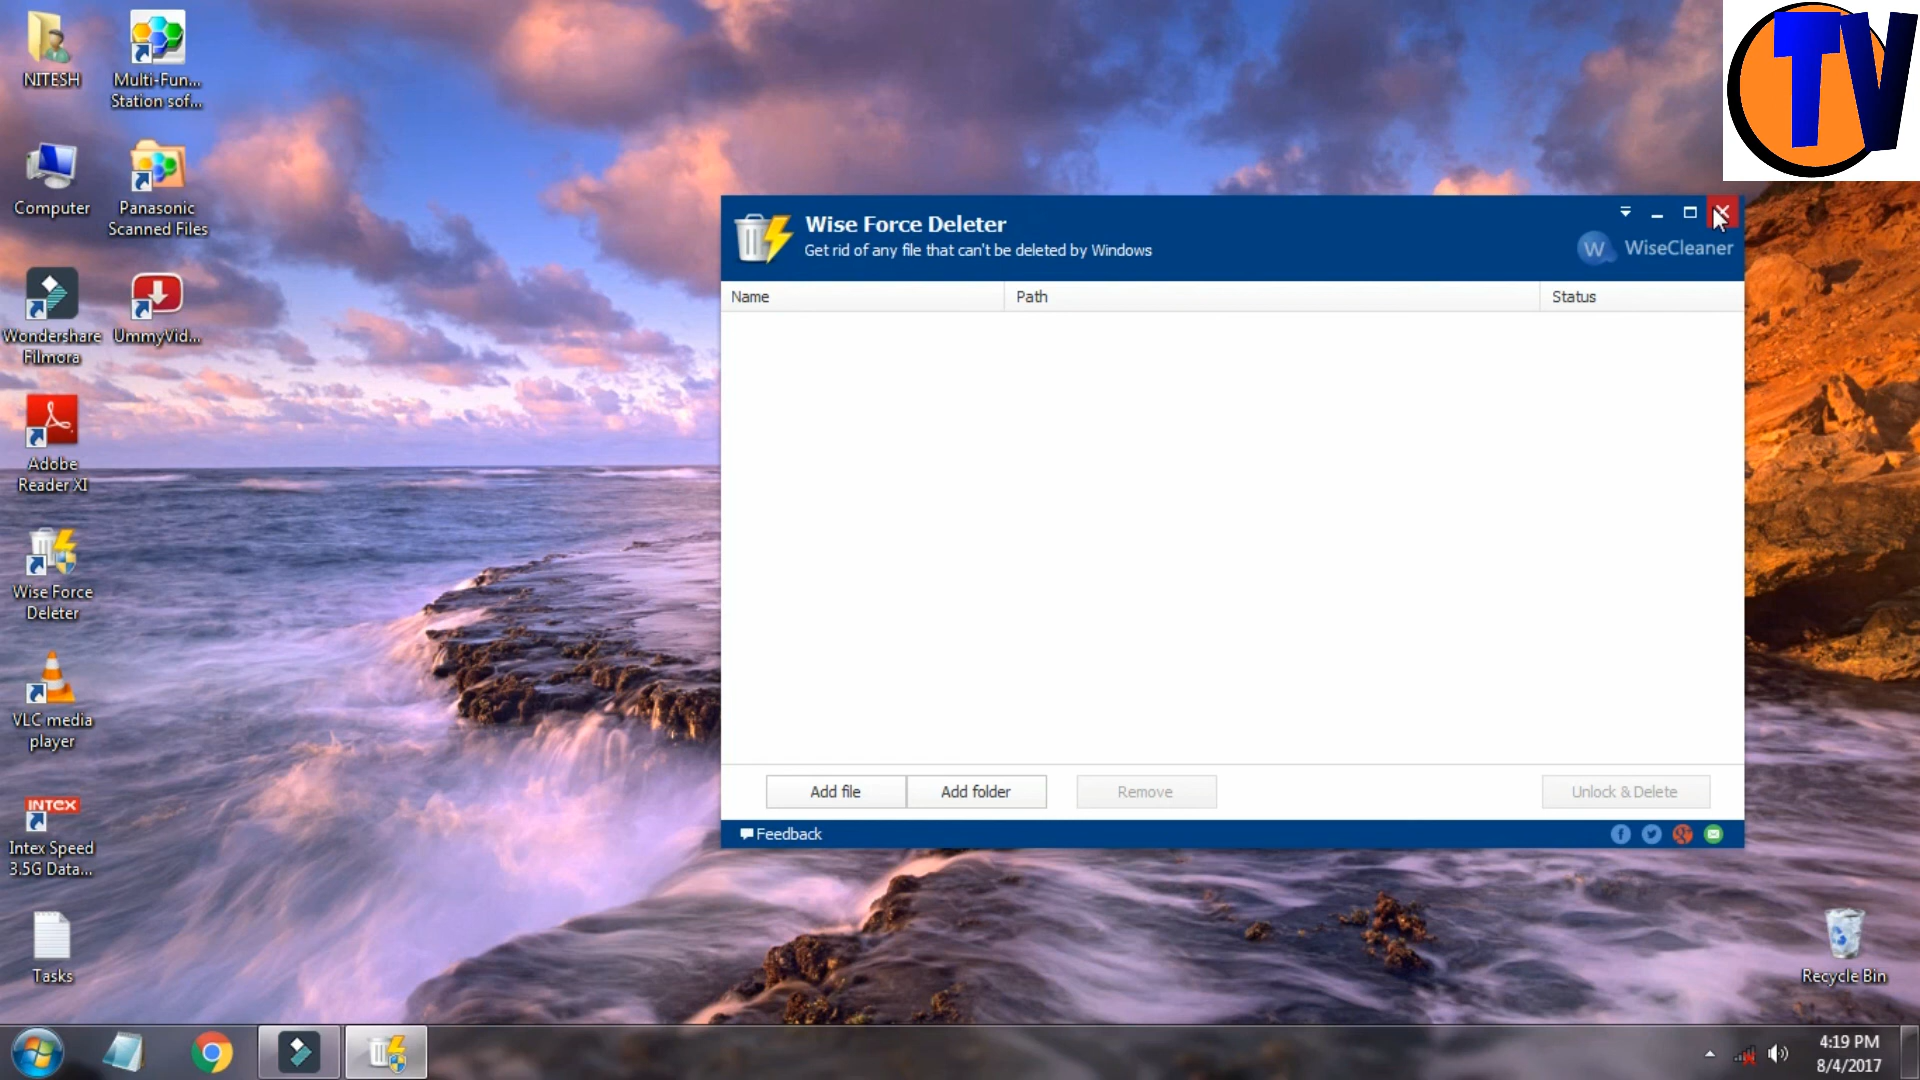 NITESH
Multi-Fun...
Station sof...
Computer
Panasonic
Scanned Files
Wondershare
Filmora
UmmyVid...
Adobe
Reader XI
Wise Force
Deleter
VLC media
player
INTEX
Intex Speed
3.5G Data...
Tasks
TV
Wise Force Deleter
Get rid of any file that can't be deleted by Windows
W WiseCleaner
Name Path Status
Add file Add folder Remove Unlock & Delete
Feedback
Recycle Bin
4:19 PM
8/4/2017